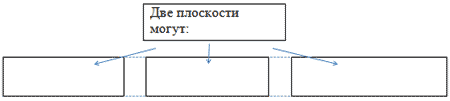 Две плоскости
могут: